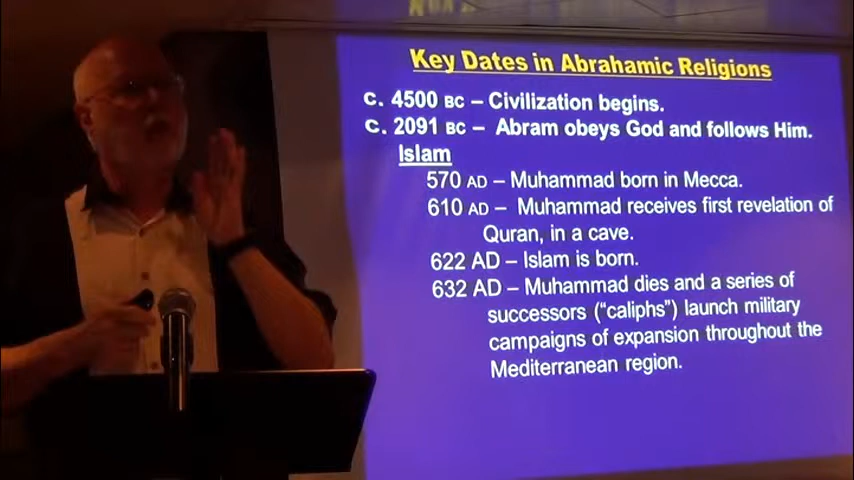 Key Dates in Abrahamic Religions
c. 4500 BC – Civilization begins.
c. 2091 BC – Abram obeys God and follows Him.
Islam
570 AD – Muhammad born in Mecca.
610 AD – Muhammad receives first revelation of
Quran, in a cave.
622 AD – Islam is born.
632 AD – Muhammad dies and a series of
successors (“caliphs”) launch military
campaigns of expansion throughout the
Mediterranean region.